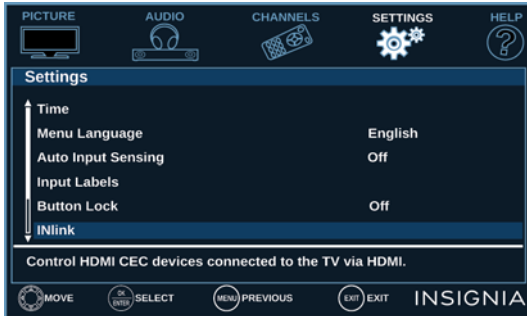 PICTURE AUDIO CHANNELS SETTINGS HELP
Settings
Time
Menu Language English
Auto Input Sensing Off
Input Labels
Button Lock Off
INlink
Control HDMI CEC devices connected to the TV via HDMI.
MOVE OK ENTER SELECT MENU PREVIOUS EXIT EXIT INSIGNIA